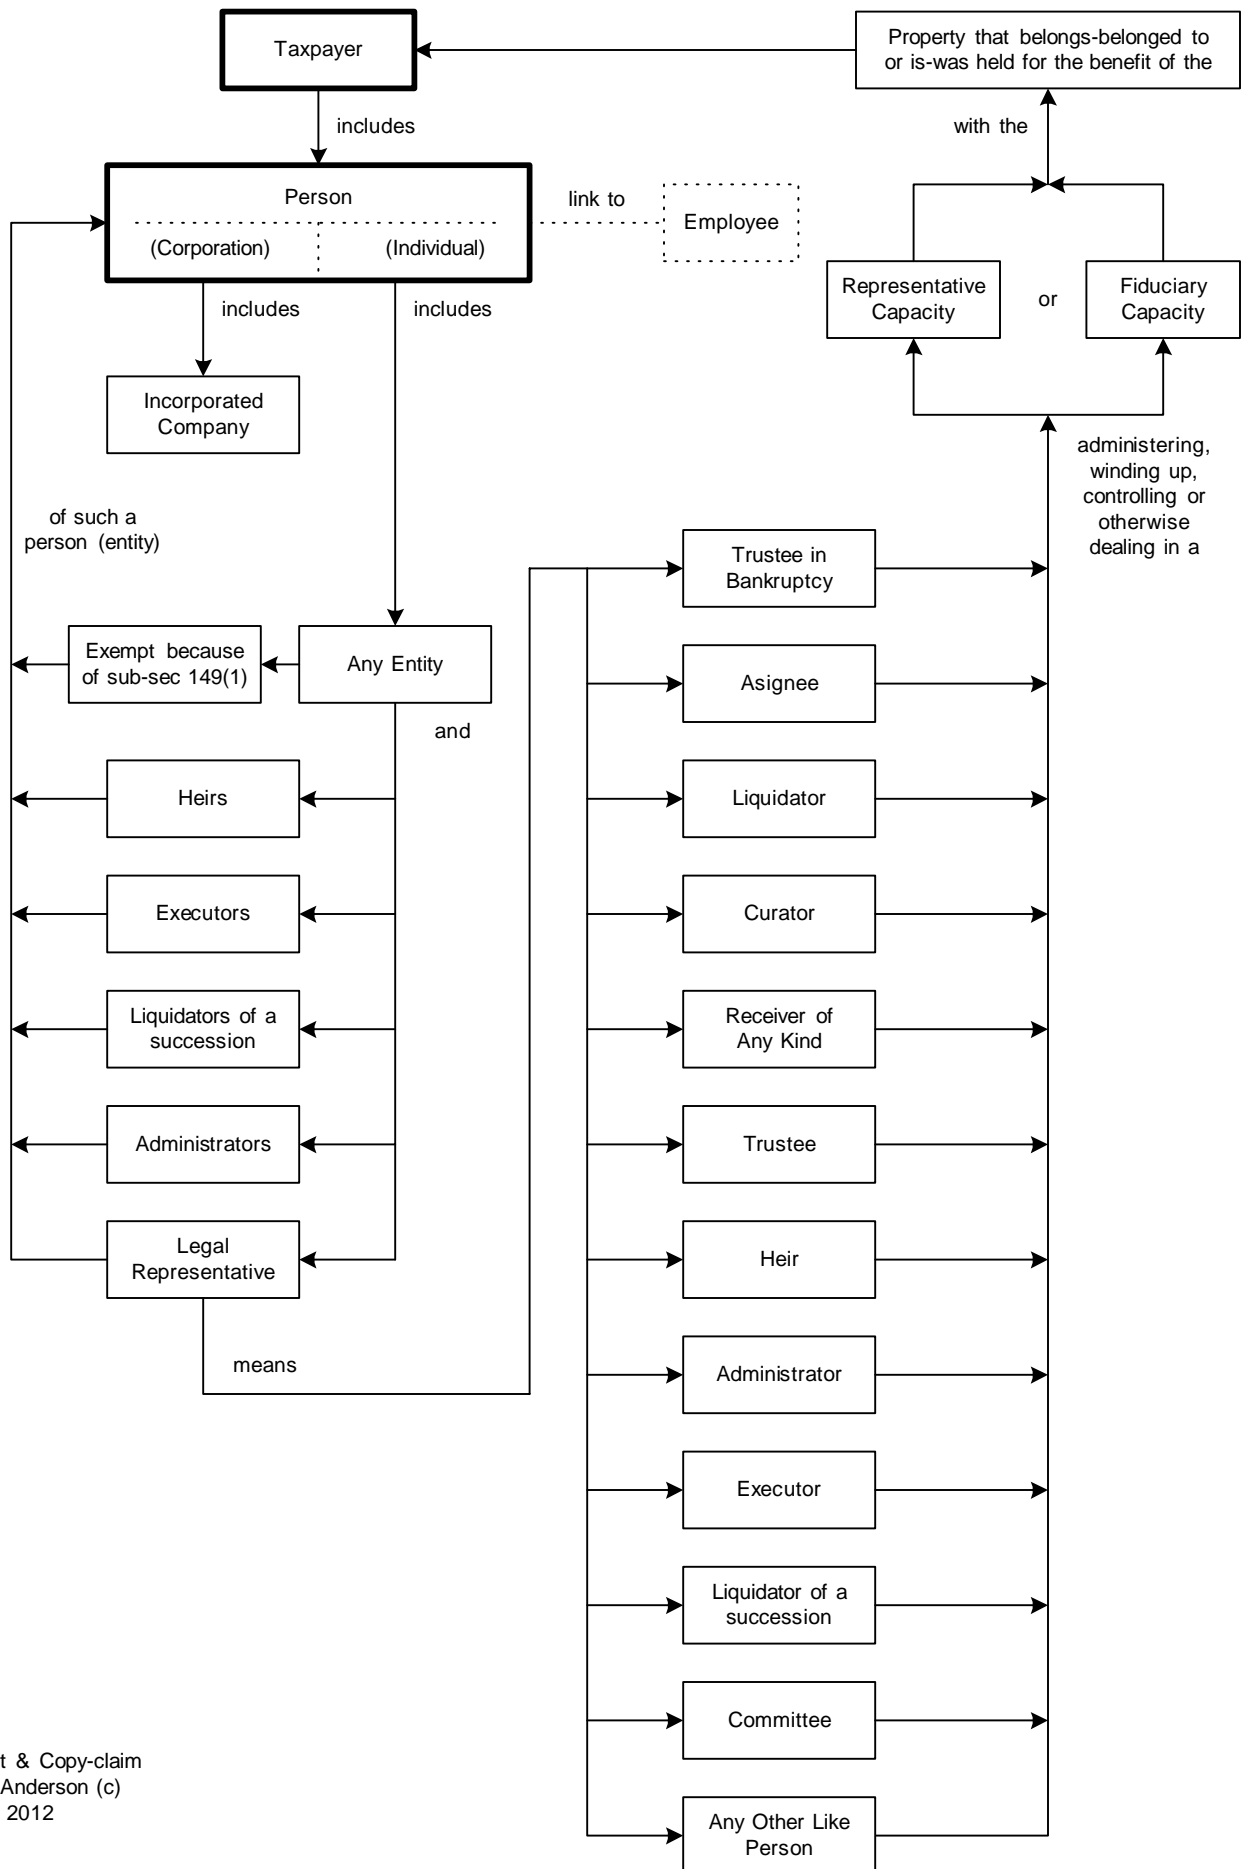 Taxpayer
Property that belongs-belonged to
or is-was held for the benefit of the
includes
with the
Person
(Corporation)
(Individual)
link to
Employee
includes
includes
Representative
Capacity
or
Fiduciary
Capacity
Incorporated
Company
administering,
winding up,
controlling or
otherwise
dealing in a
of such a
person (entity)
Exempt because
of sub-sec 149(1)
Any Entity
and
Heirs
Executors
Liquidators of a
succession
Administrators
Legal
Representative
means
Trustee in
Bankruptcy
Asignee
Liquidator
Curator
Receiver of
Any Kind
Trustee
Heir
Administrator
Executor
Liquidator of a
succession
Committee
Any Other Like
Person
t & Copy-claim
Anderson (c)
2012